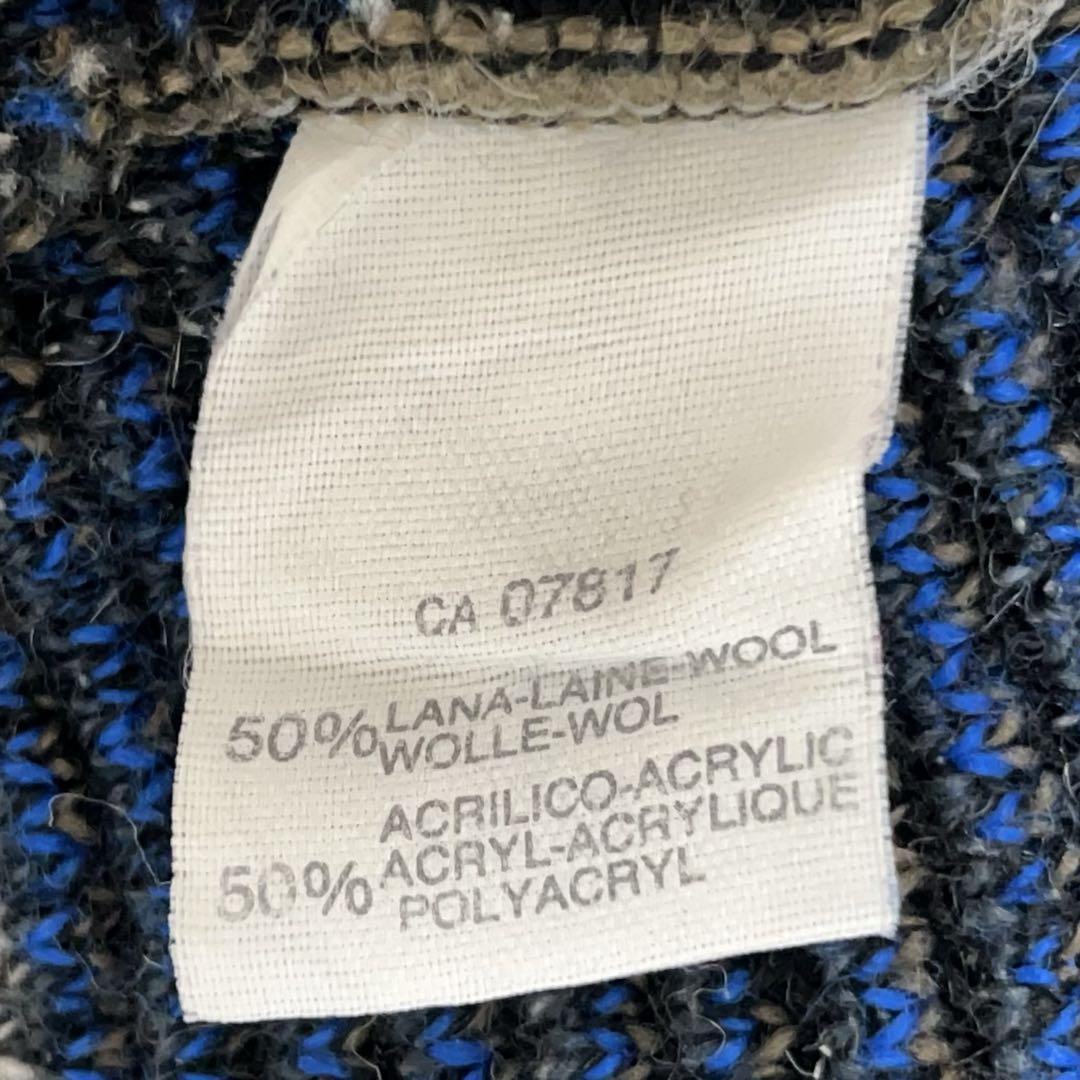 CA 07817
50% LANA-LAINE-WOOL
WOLLE-WOL
ACRILICO-ACRYLIC
50% ACRYL-ACRYLIQUE
POLYACRYL